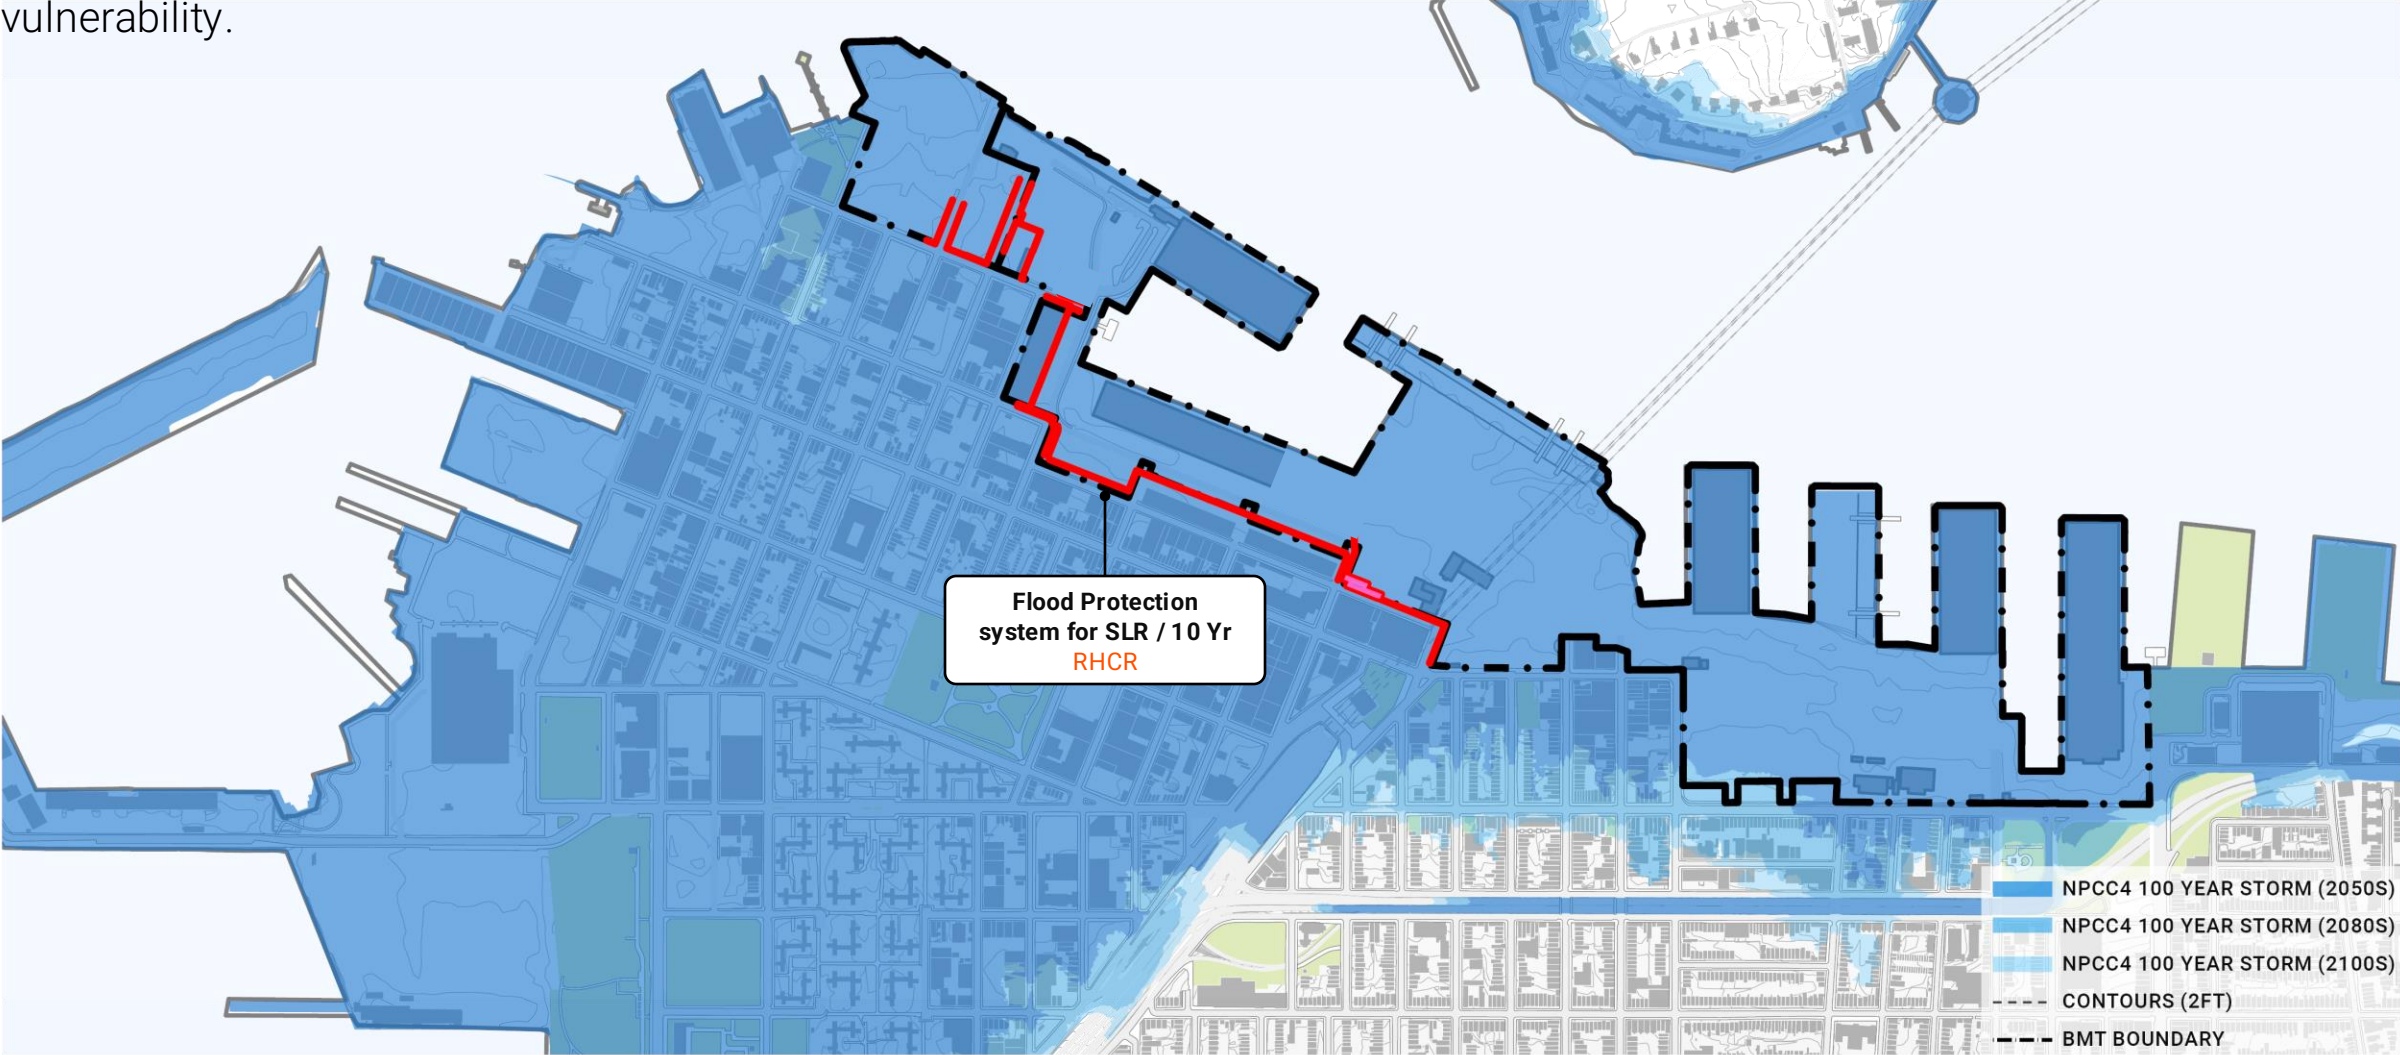 vulnerability.
Flood Protection
system for SLR / 10 Yr
RHCR
NPCC4 100 YEAR STORM (2050S)
NPCC4 100 YEAR STORM (2080S)
NPCC4 100 YEAR STORM (2100S)
CONTOURS (2FT)
BMT BOUNDARY